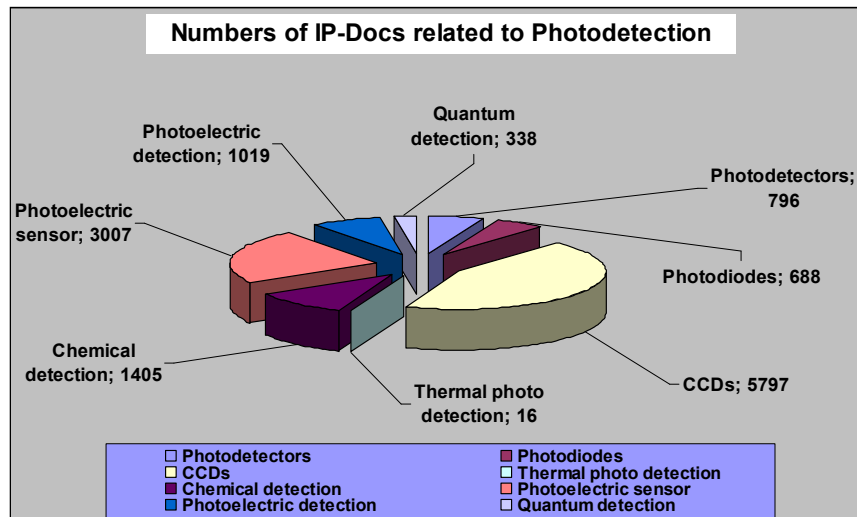 Numbers of IP-Docs related to Photodetection
Quantum
detection; 338
Photoelectric
detection; 1019
Photodetectors;
796
Photoelectric
sensor; 3007
Photodiodes; 688
Chemical
detection; 1405
Thermal photo
detection; 16
CCDs; 5797
Photodetectors
Photodiodes
CCDs
Thermal photo detection
Chemical detection
Photoelectric sensor
Photoelectric detection
Quantum detection